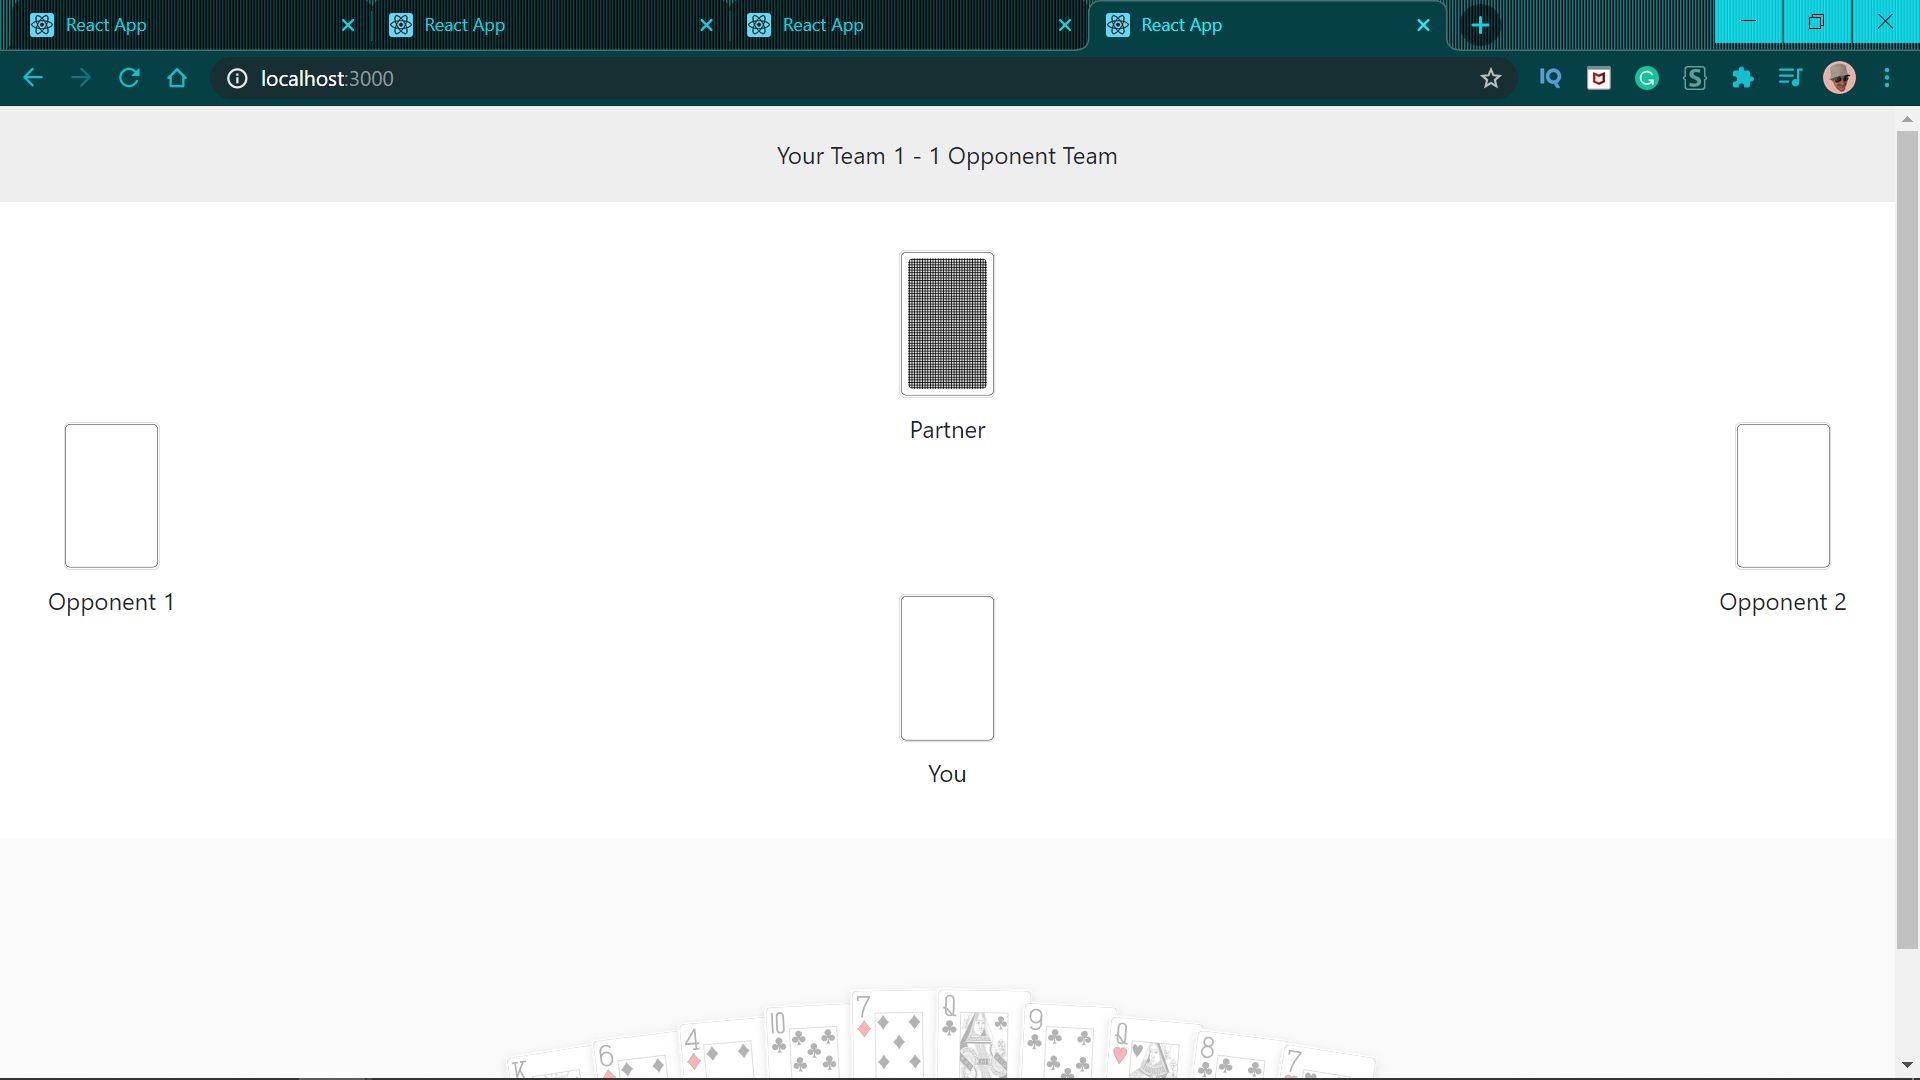 React App
React App
React App
React App
localhost:3000
Your Team 1 - 1 Opponent Team
Partner
Opponent 1
Opponent 2
You
K
6
4
10
7
Q
9
Q
8
7